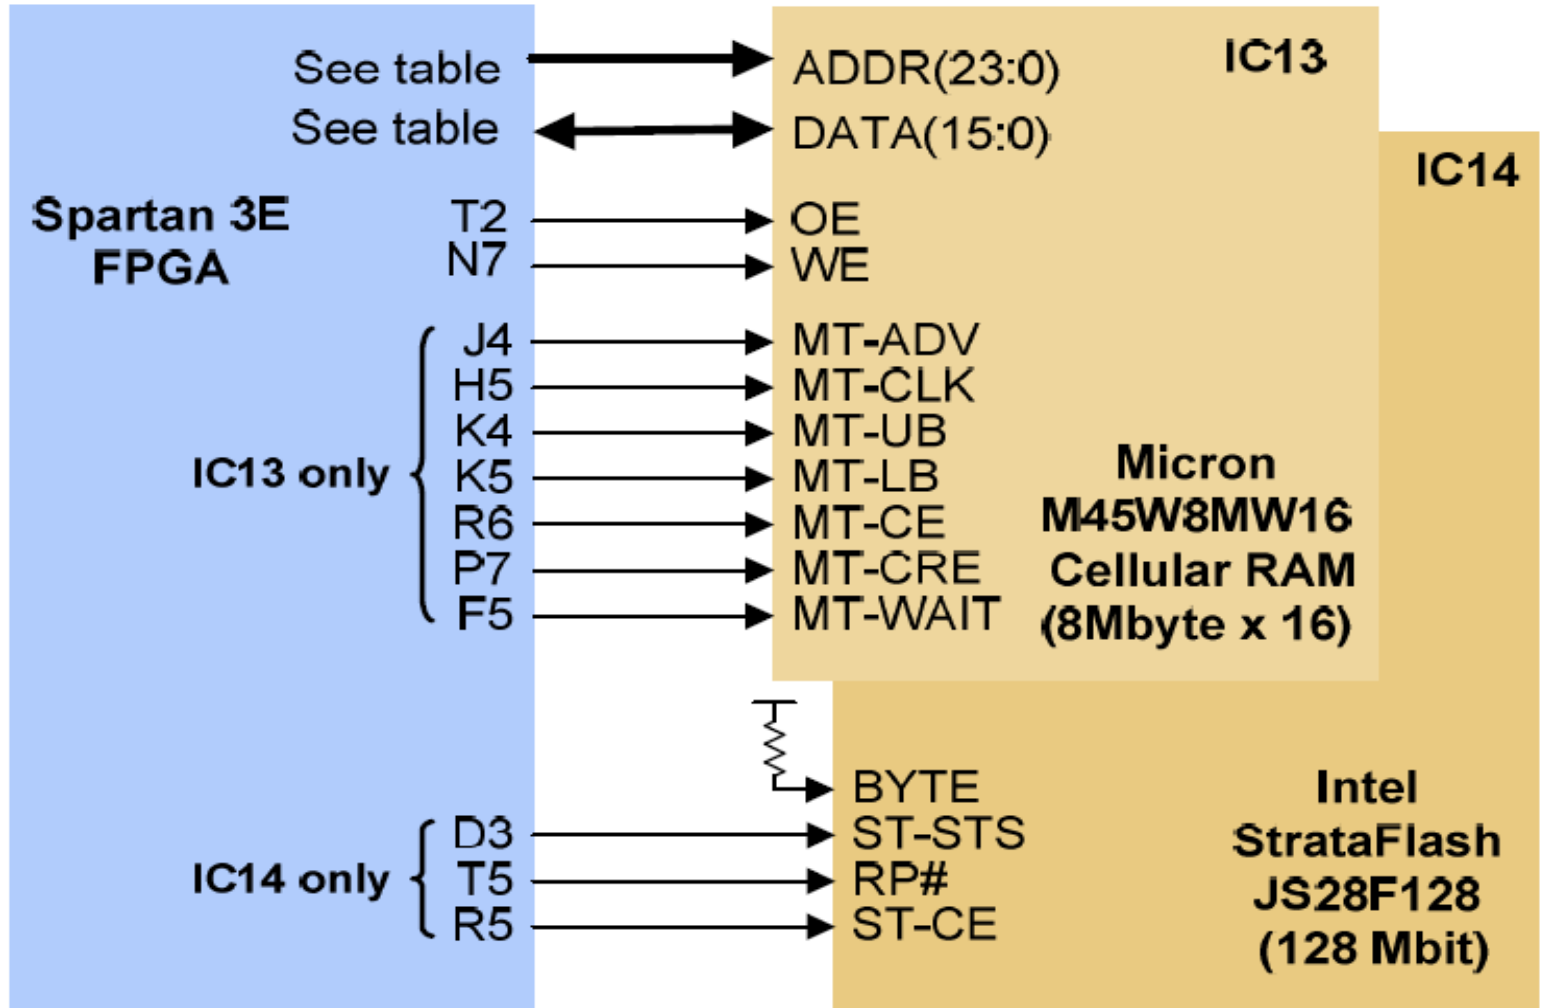 See table ADDR(23:0) IC13
See table DATA(15:0)
IC14
Spartan 3E
FPGA
T2 OE
N7 WE
J4 MT-ADV
H5 MT-CLK
K4 MT-UB
IC13 only
K5 MT-LB
R6 MT-CE
P7 MT-CRE
F5 MT-WAIT
Micron
M45W8MW16
Cellular RAM
(8Mbyte x 16)
BYTE
D3 ST-STS
IC14 only
T5 RP#
R5 ST-CE
Intel
StrataFlash
JS28F128
(128 Mbit)